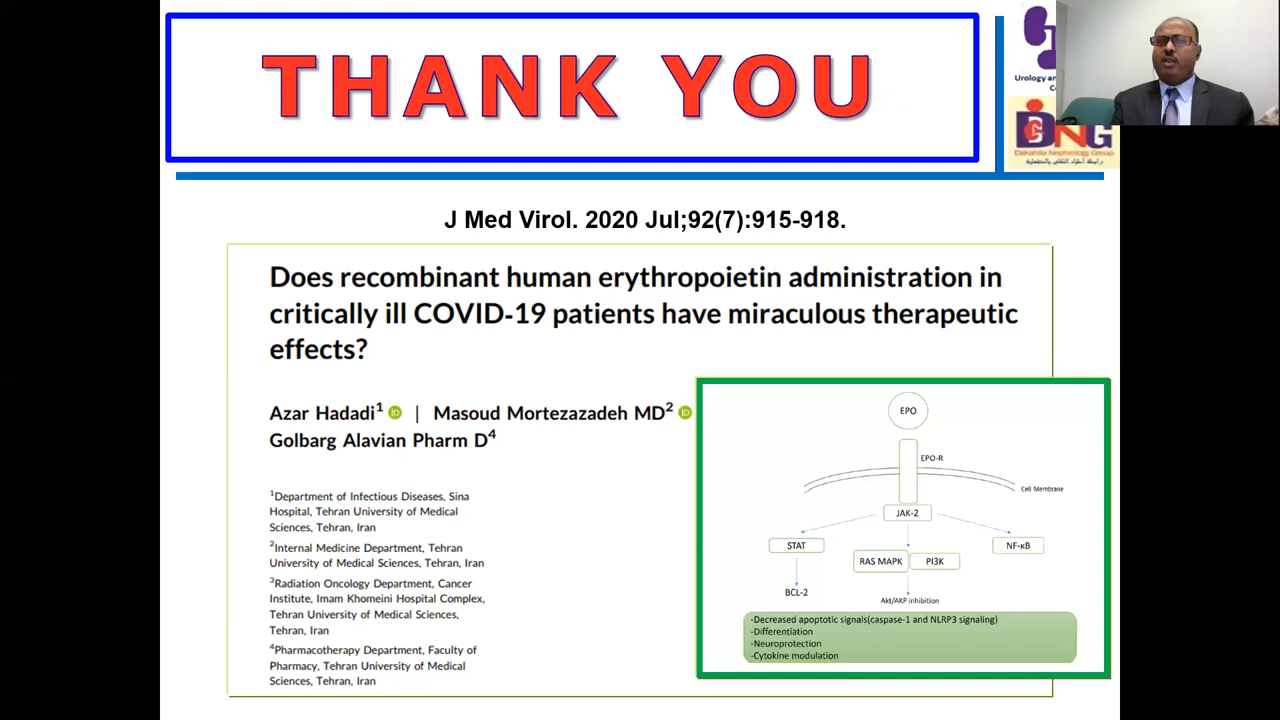 THANK YOU
Urology an
C
DNG
Dakahlia Nephrology Group
J Med Virol. 2020 Jul;92(7):915-918.
Does recombinant human erythropoietin administration in
critically ill COVID-19 patients have miraculous therapeutic
effects?
Azar Hadadi1 iD | Masoud Mortezazadeh MD2 iD
Golbarg Alavian Pharm D4
1Department of Infectious Diseases, Sina
Hospital, Tehran University of Medical
Sciences, Tehran, Iran
2Internal Medicine Department, Tehran
University of Medical Sciences, Tehran, Iran
3Radiation Oncology Department, Cancer
Institute, Imam Khomeini Hospital Complex,
Tehran University of Medical Sciences,
Tehran, Iran
4Pharmacotherapy Department, Faculty of
Pharmacy, Tehran University of Medical
Sciences, Tehran, Iran
EPO
EPO-R
Cell Membrane
JAK-2
STAT
RAS MAPK
PI3K
NF-κB
BCL-2
Akt/AKP inhibition
-Decreased apoptotic signals(caspase-1 and NLRP3 signaling)
-Differentiation
-Neuroprotection
-Cytokine modulation